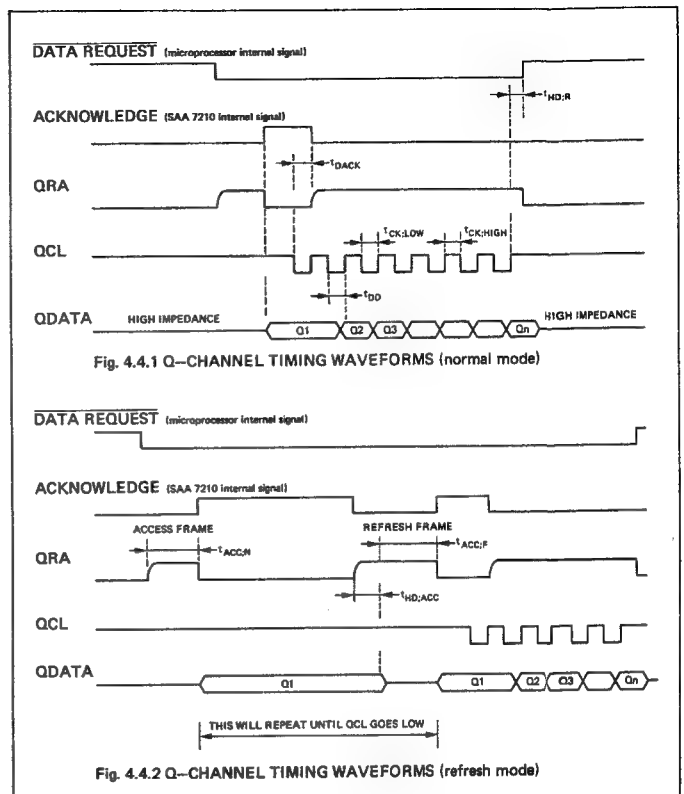 DATA REQUEST (microprocessor internal signal)
tHD;R
ACKNOWLEDGE (SAA 7210 internal signal)
tDACK
QRA
tCK;LOW tCK;HIGH
QCL
tDD
QDATA HIGH IMPEDANCE Q1 Q2 Q3 Qn HIGH IMPEDANCE
Fig. 4.4.1 Q–CHANNEL TIMING WAVEFORMS (normal mode)
DATA REQUEST (microprocessor internal signal)
ACKNOWLEDGE (SAA 7210 internal signal)
ACCESS FRAME REFRESH FRAME
tACC;N tACC;F
QRA
tHD;ACC
QCL
QDATA
Q1 Q1 Q2 Q3 Qn
THIS WILL REPEAT UNTIL QCL GOES LOW
Fig. 4.4.2 Q–CHANNEL TIMING WAVEFORMS (refresh mode)